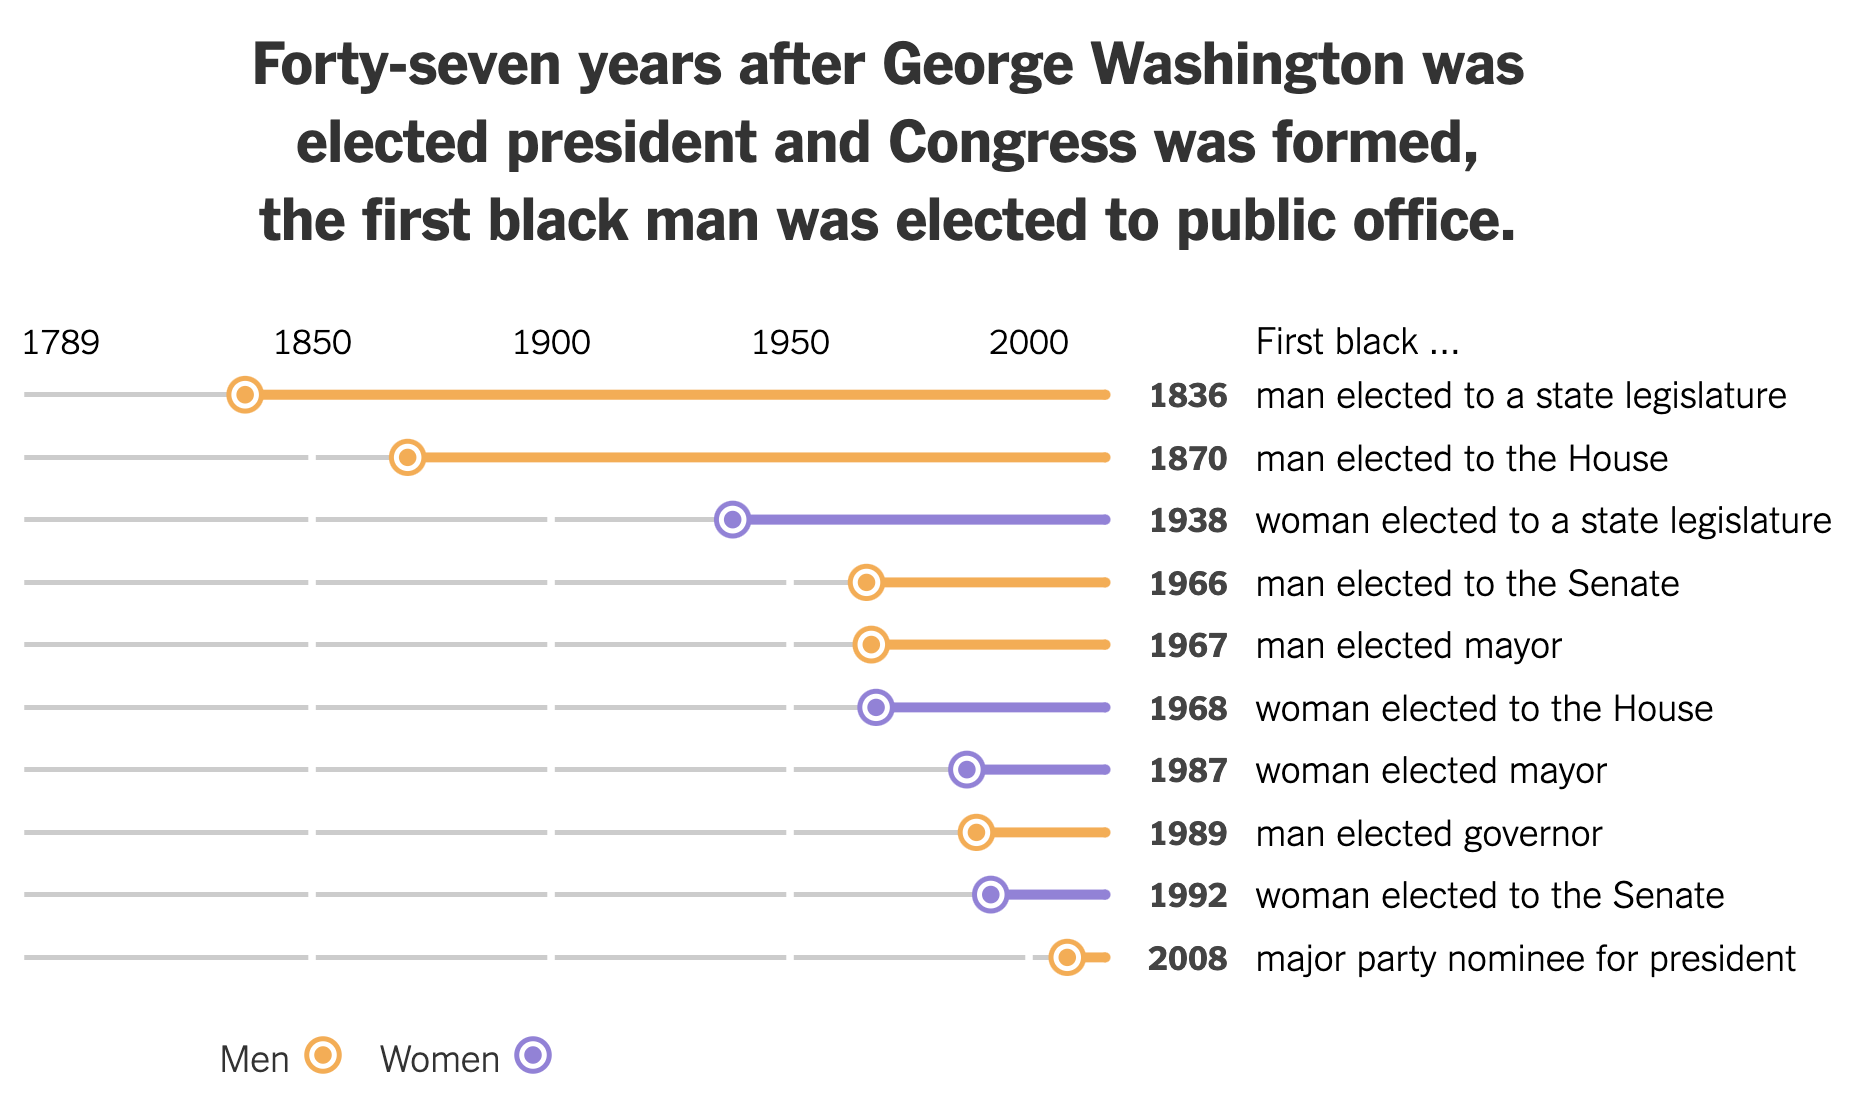 Forty-seven years after George Washington was
elected president and Congress was formed,
the first black man was elected to public office.
1789 1850 1900 1950 2000 First black ...
1836 man elected to a state legislature
1870 man elected to the House
1938 woman elected to a state legislature
1966 man elected to the Senate
1967 man elected mayor
1968 woman elected to the House
1987 woman elected mayor
1989 man elected governor
1992 woman elected to the Senate
2008 major party nominee for president
Men Women